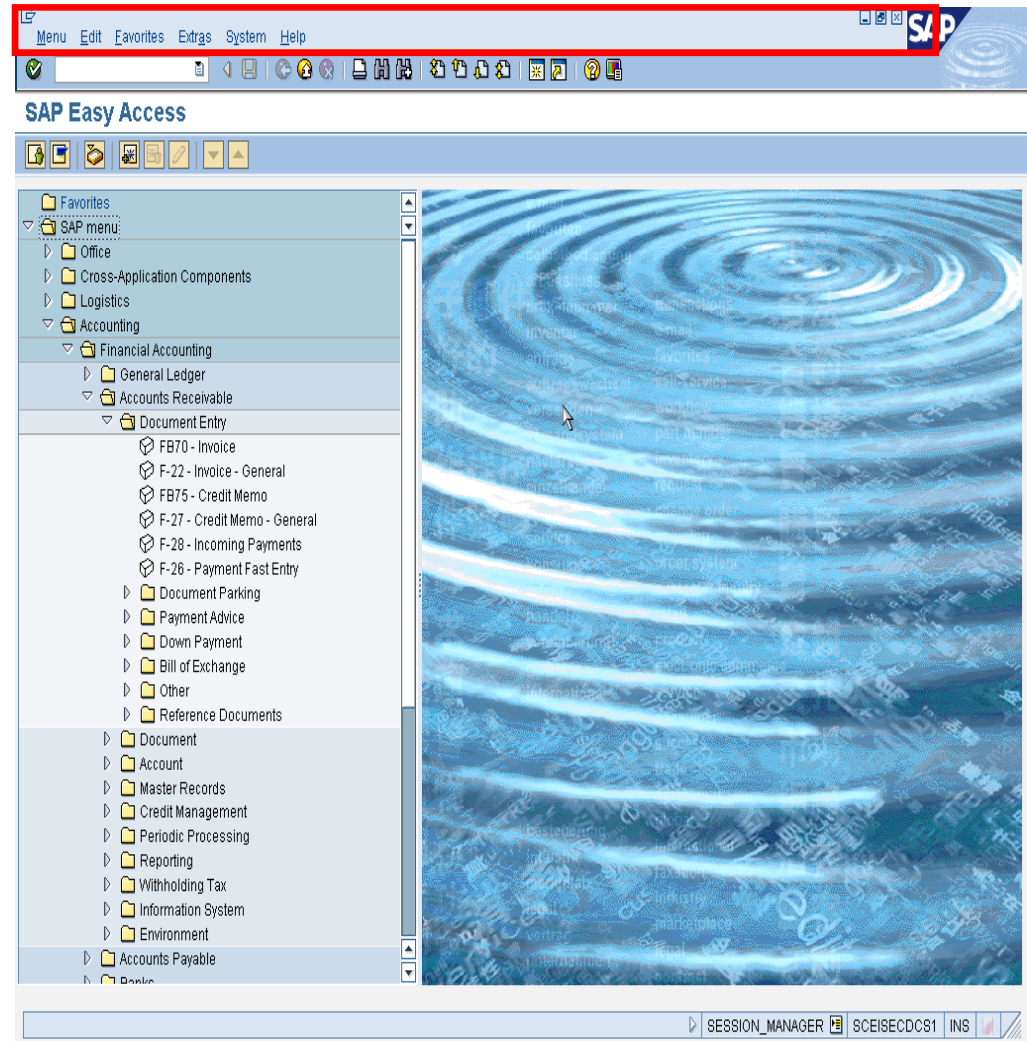 Menu Edit Favorites Extras System Help
SAP
SAP Easy Access
Favorites
SAP menu
Office
Cross-Application Components
Logistics
Accounting
Financial Accounting
General Ledger
Accounts Receivable
Document Entry
FB70 - Invoice
F-22 - Invoice - General
FB75 - Credit Memo
F-27 - Credit Memo - General
F-28 - Incoming Payments
F-26 - Payment Fast Entry
Document Parking
Payment Advice
Down Payment
Bill of Exchange
Other
Reference Documents
Document
Account
Master Records
Credit Management
Periodic Processing
Reporting
Withholding Tax
Information System
Environment
Accounts Payable
Banks
SESSION_MANAGER SCEISECDCS1 INS